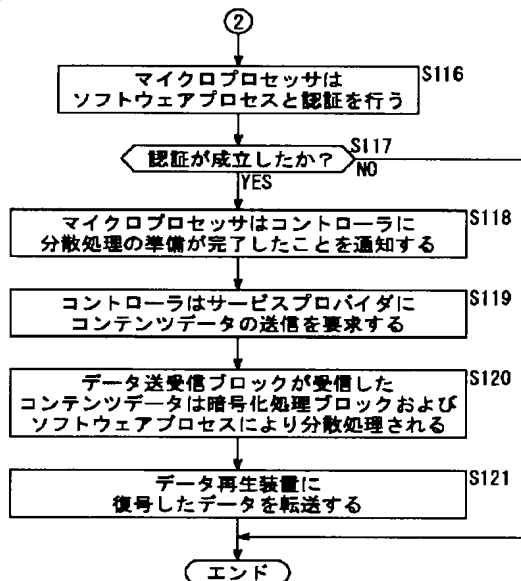 2
S116
マイクロプロセッサは
ソフトウェアプロセスと認証を行う
S117
認証が成立したか?
NO
YES
S118
マイクロプロセッサはコントローラに
分散処理の準備が完了したことを通知する
S119
コントローラはサービスプロバイダに
コンテンツデータの送信を要求する
S120
データ送受信ブロックが受信した
コンテンツデータは暗号化処理ブロックおよび
ソフトウェアプロセスにより分散処理される
S121
データ再生装置に
復号したデータを転送する
エンド